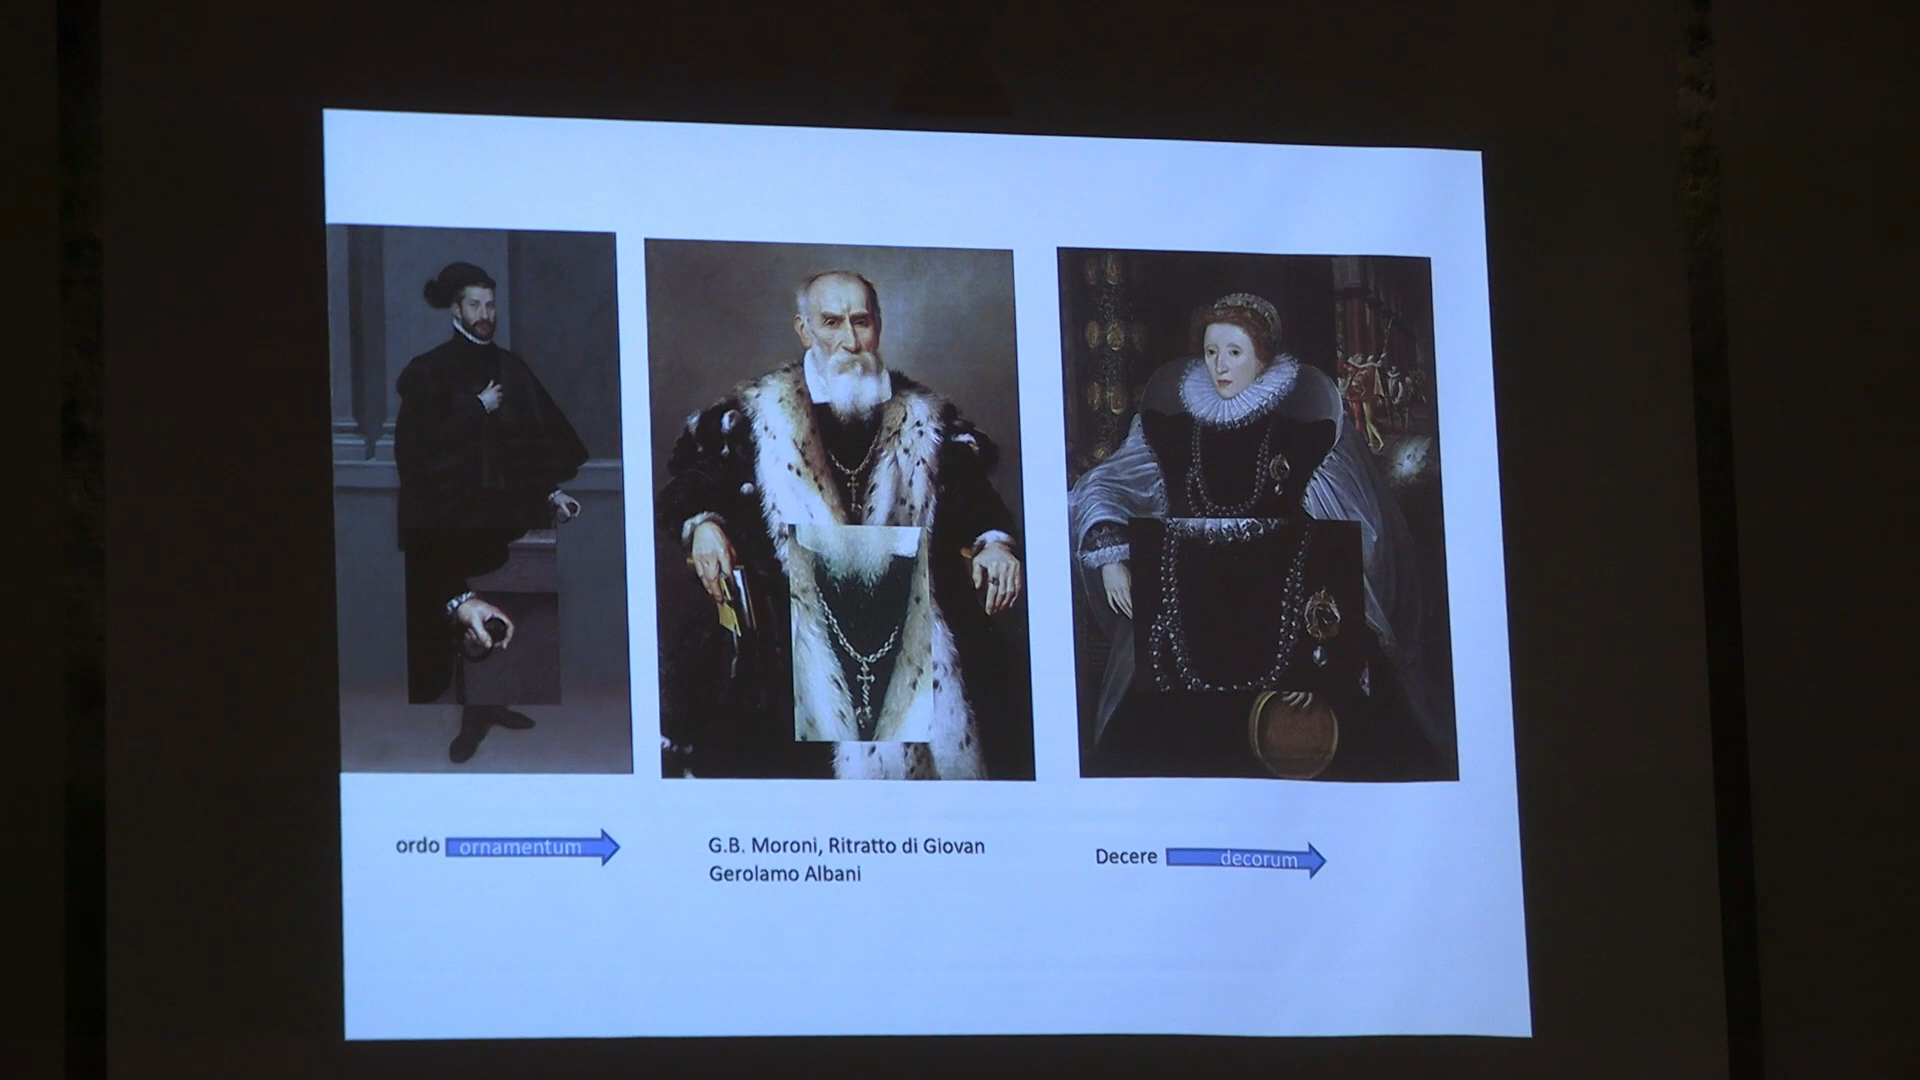 ordo ornamentum
G.B. Moroni, Ritratto di Giovan
Gerolamo Albani
Decere decorum